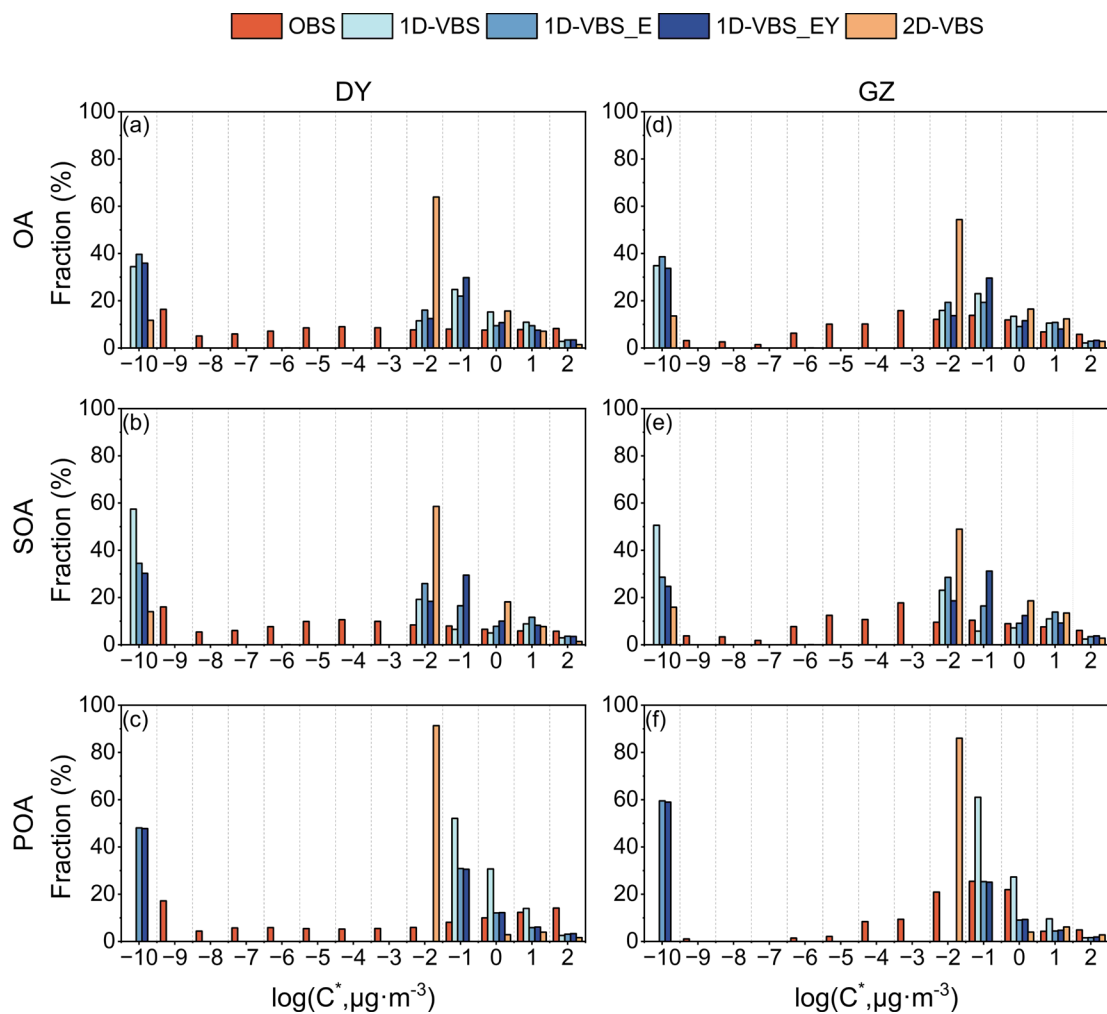 OBS 1D-VBS 1D-VBS_E 1D-VBS_EY 2D-VBS
DY GZ
OA
Fraction (%)
(a)
100
80
60
40
20
0
−10 −9 −8 −7 −6 −5 −4 −3 −2 −1 0 1 2
(d)
100
80
60
40
20
0
−10 −9 −8 −7 −6 −5 −4 −3 −2 −1 0 1 2
SOA
Fraction (%)
(b)
100
80
60
40
20
0
−10 −9 −8 −7 −6 −5 −4 −3 −2 −1 0 1 2
(e)
100
80
60
40
20
0
−10 −9 −8 −7 −6 −5 −4 −3 −2 −1 0 1 2
POA
Fraction (%)
(c)
100
80
60
40
20
0
−10 −9 −8 −7 −6 −5 −4 −3 −2 −1 0 1 2
(f)
100
80
60
40
20
0
−10 −9 −8 −7 −6 −5 −4 −3 −2 −1 0 1 2
log(C*,μg·m⁻³) log(C*,μg·m⁻³)